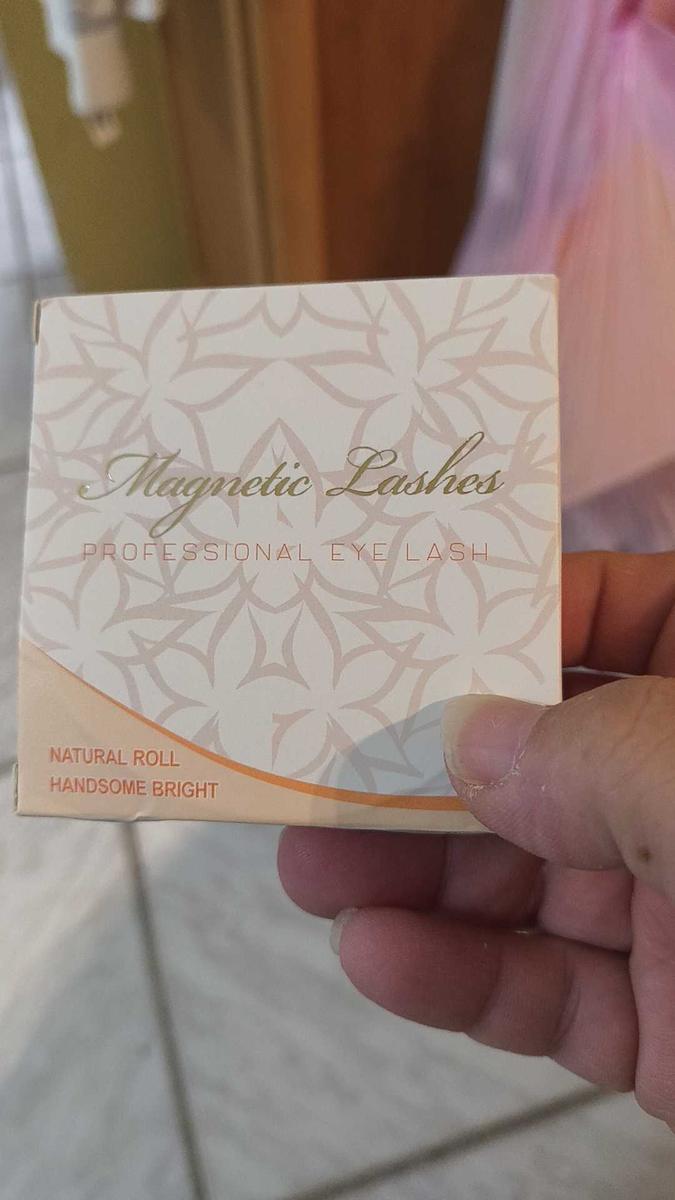 Magnetic Lashes
PROFESSIONAL EYE LASH
NATURAL ROLL
HANDSOME BRIGHT